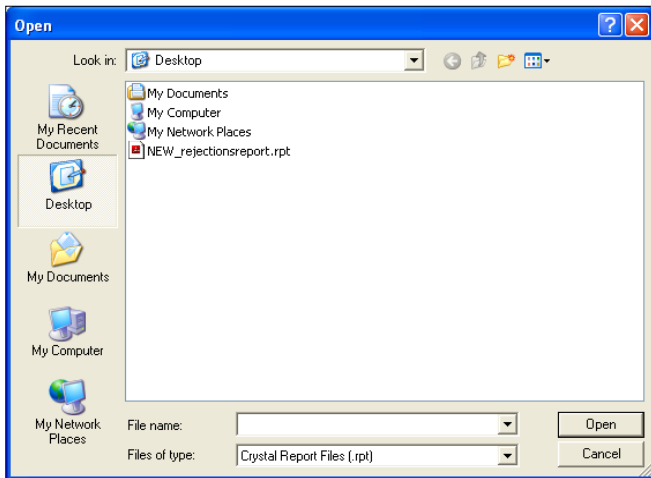 Open
Look in:
Desktop
My Recent
Documents
Desktop
My Documents
My Computer
My Network
Places
My Documents
My Computer
My Network Places
NEW_rejectionsreport.rpt
File name:
Open
Files of type:
Crystal Report Files (.rpt)
Cancel